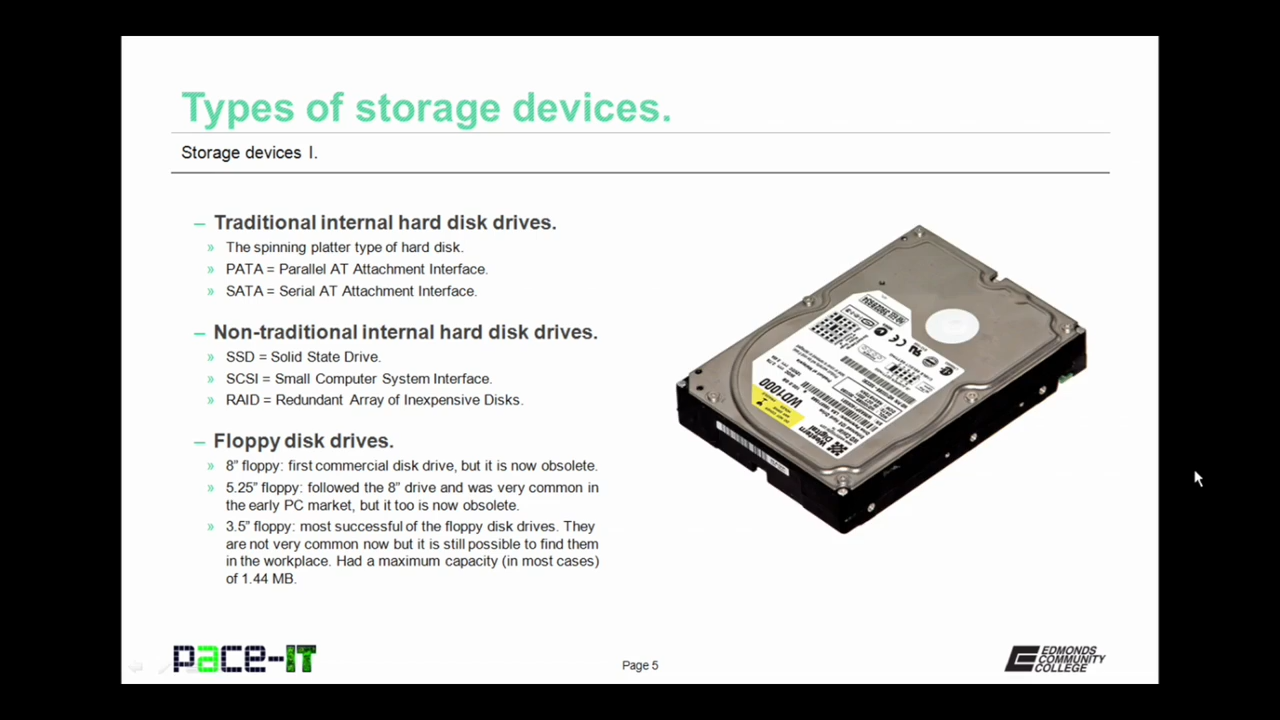 Types of storage devices.
Storage devices I.
– Traditional internal hard disk drives.
» The spinning platter type of hard disk.
» PATA = Parallel AT Attachment Interface.
» SATA = Serial AT Attachment Interface.
– Non-traditional internal hard disk drives.
» SSD = Solid State Drive.
» SCSI = Small Computer System Interface.
» RAID = Redundant Array of Inexpensive Disks.
– Floppy disk drives.
» 8” floppy: first commercial disk drive, but it is now obsolete.
» 5.25” floppy: followed the 8” drive and was very common in
the early PC market, but it too is now obsolete.
» 3.5” floppy: most successful of the floppy disk drives. They
are not very common now but it is still possible to find them
in the workplace. Had a maximum capacity (in most cases)
of 1.44 MB.
WD1000
Western
Digital
pace-IT
Page 5
EDMONDS
COMMUNITY
COLLEGE